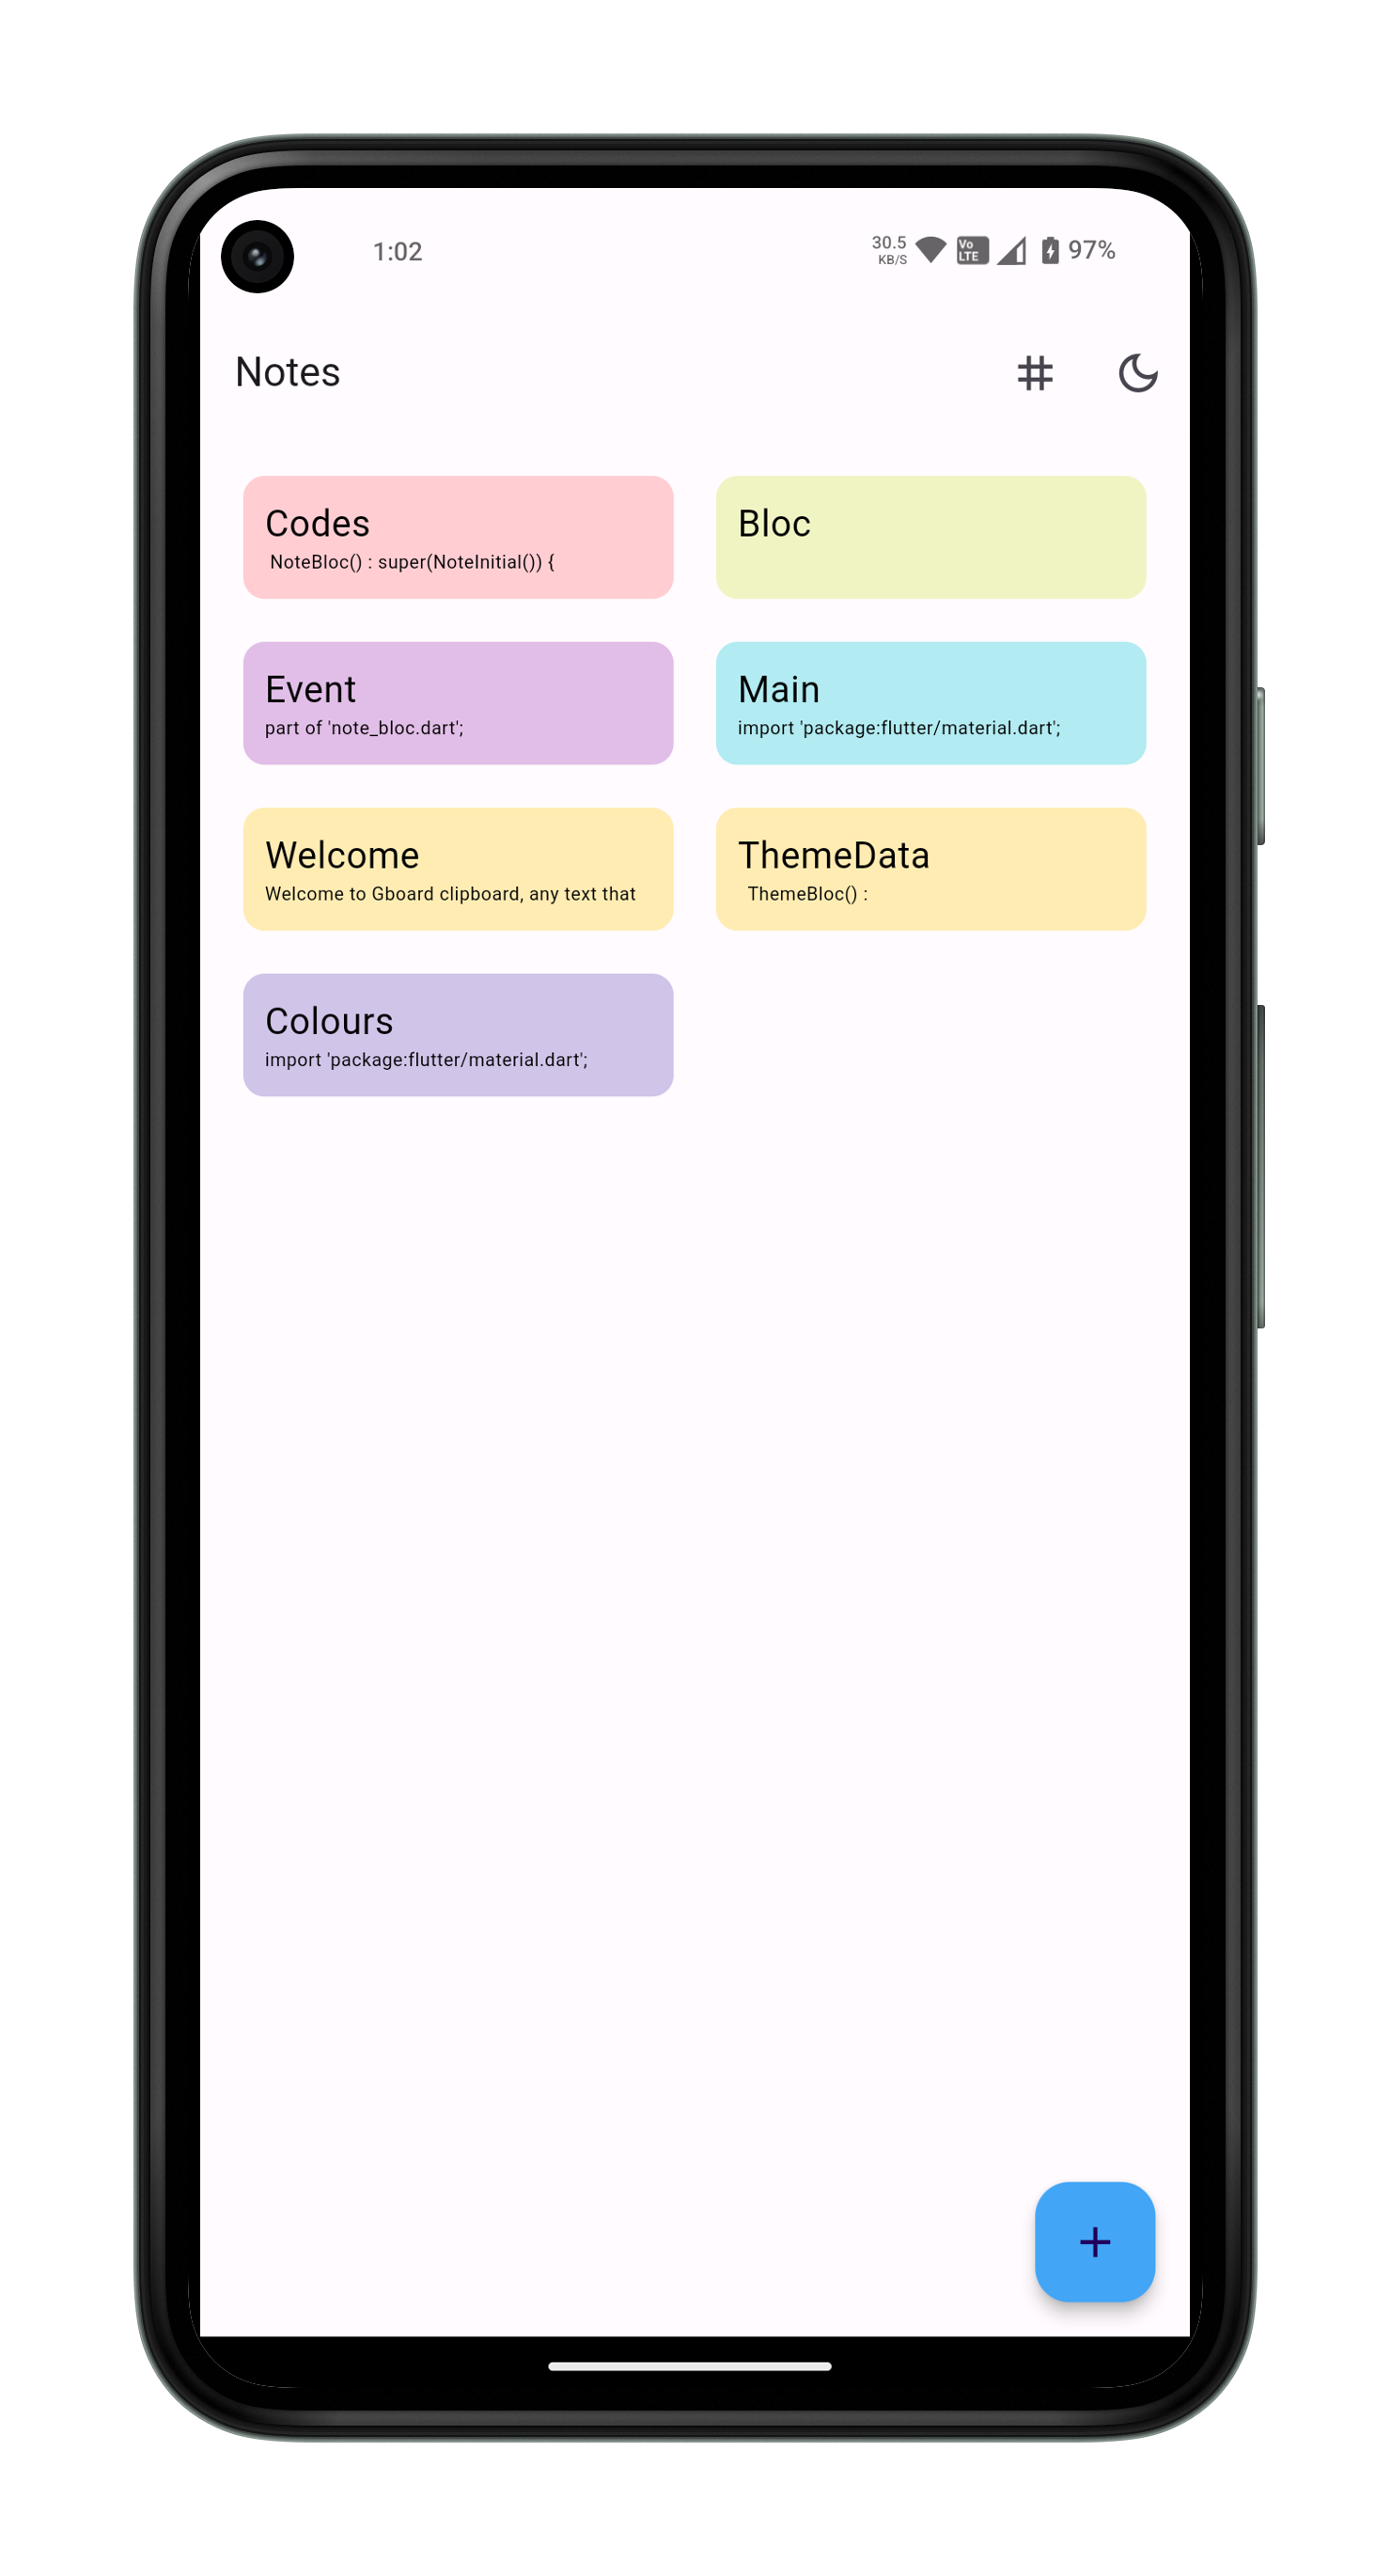 1:02
30.5
KB/S
Vo
LTE
97%
Notes
Codes
NoteBloc() : super(NoteInitial()) {
Bloc
Event
part of 'note_bloc.dart';
Main
import 'package:flutter/material.dart';
Welcome
Welcome to Gboard clipboard, any text that
ThemeData
ThemeBloc() :
Colours
import 'package:flutter/material.dart';